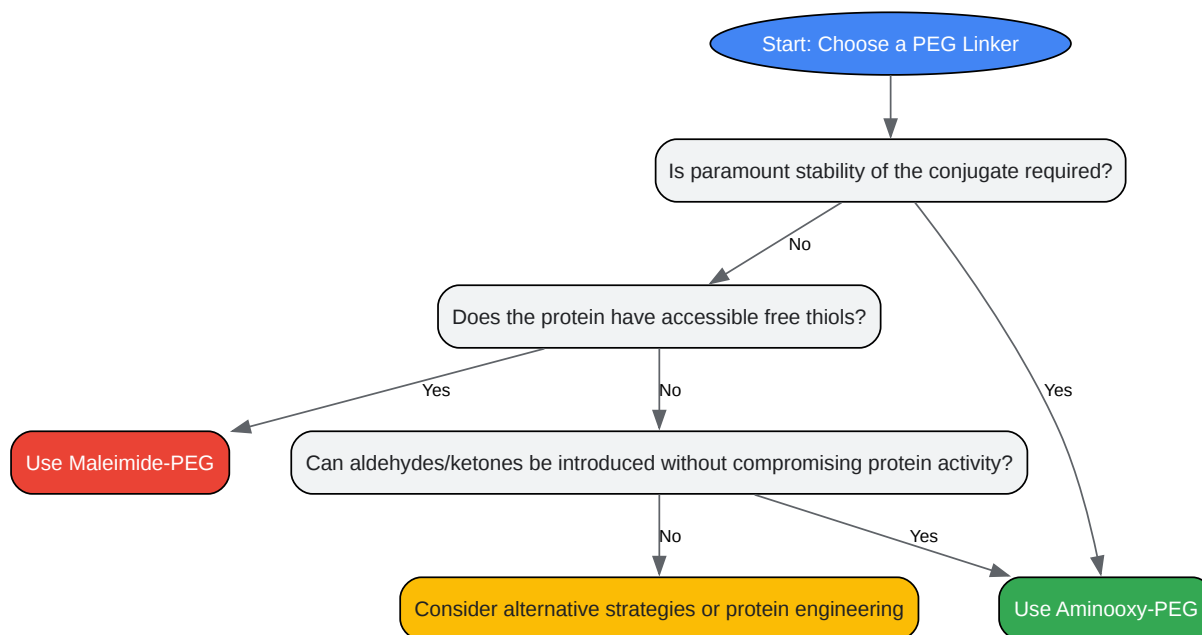 Start: Choose a PEG Linker
Is paramount stability of the conjugate required?
No
Does the protein have accessible free thiols?
Yes
No
Yes
Use Maleimide-PEG
Can aldehydes/ketones be introduced without compromising protein activity?
No
Yes
Consider alternative strategies or protein engineering
Use Aminooxy-PEG